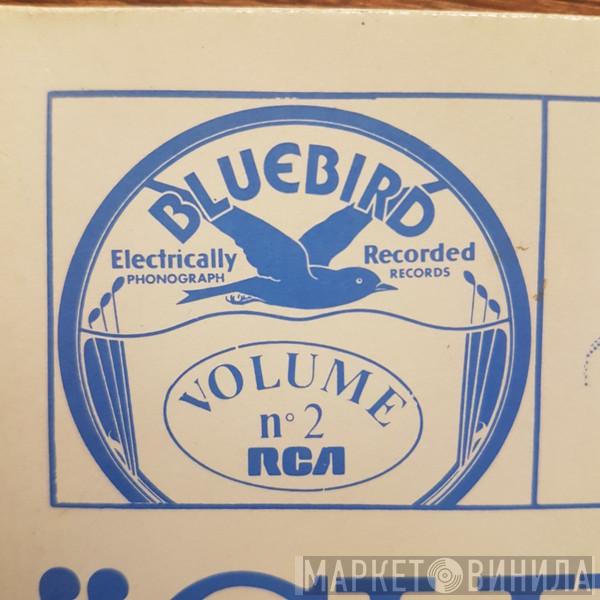 BLUEBIRD
Electrically Recorded
PHONOGRAPH RECORDS
VOLUME
n° 2
RCA
МАРКЕТ ВИНИЛА